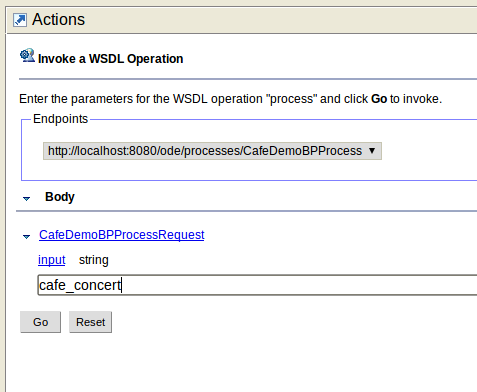 Actions
Invoke a WSDL Operation
Enter the parameters for the WSDL operation "process" and click Go to invoke.
Endpoints
http://localhost:8080/ode/processes/CafeDemoBPProcess ▼
Body
CafeDemoBPProcessRequest
input string
cafe_concert
Go Reset